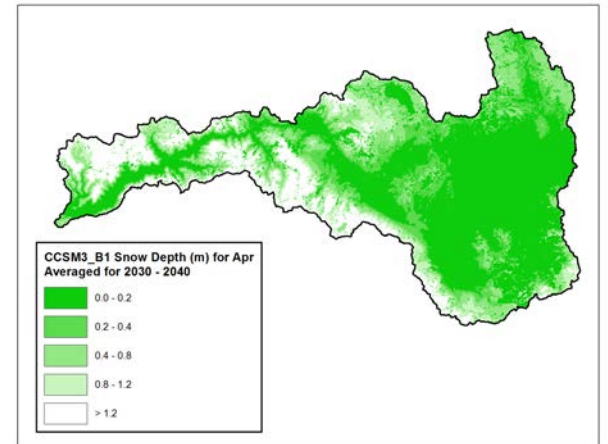 CCSM3_B1 Snow Depth (m) for Apr
Averaged for 2030 - 2040
0.0 - 0.2
0.2 - 0.4
0.4 - 0.8
0.8 - 1.2
> 1.2